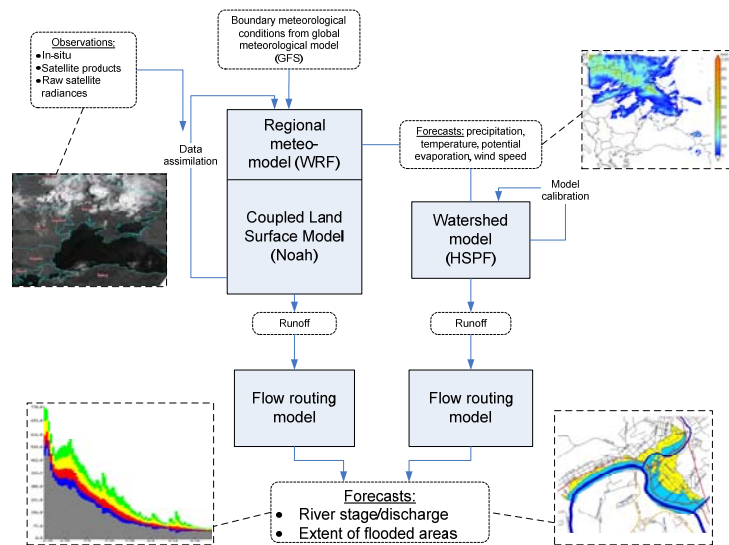 Observations:
• In-situ
• Satellite products
• Raw satellite
radiances
Boundary meteorological
conditions from global
meteorological model
(GFS)
Data
assimilation
Regional
meteo-
model (WRF)
Coupled Land
Surface Model
(Noah)
Forecasts: precipitation,
temperature, potential
evaporation, wind speed
Model
calibration
Watershed
model
(HSPF)
Runoff
Runoff
Flow routing
model
Flow routing
model
Forecasts:
• River stage/discharge
• Extent of flooded areas